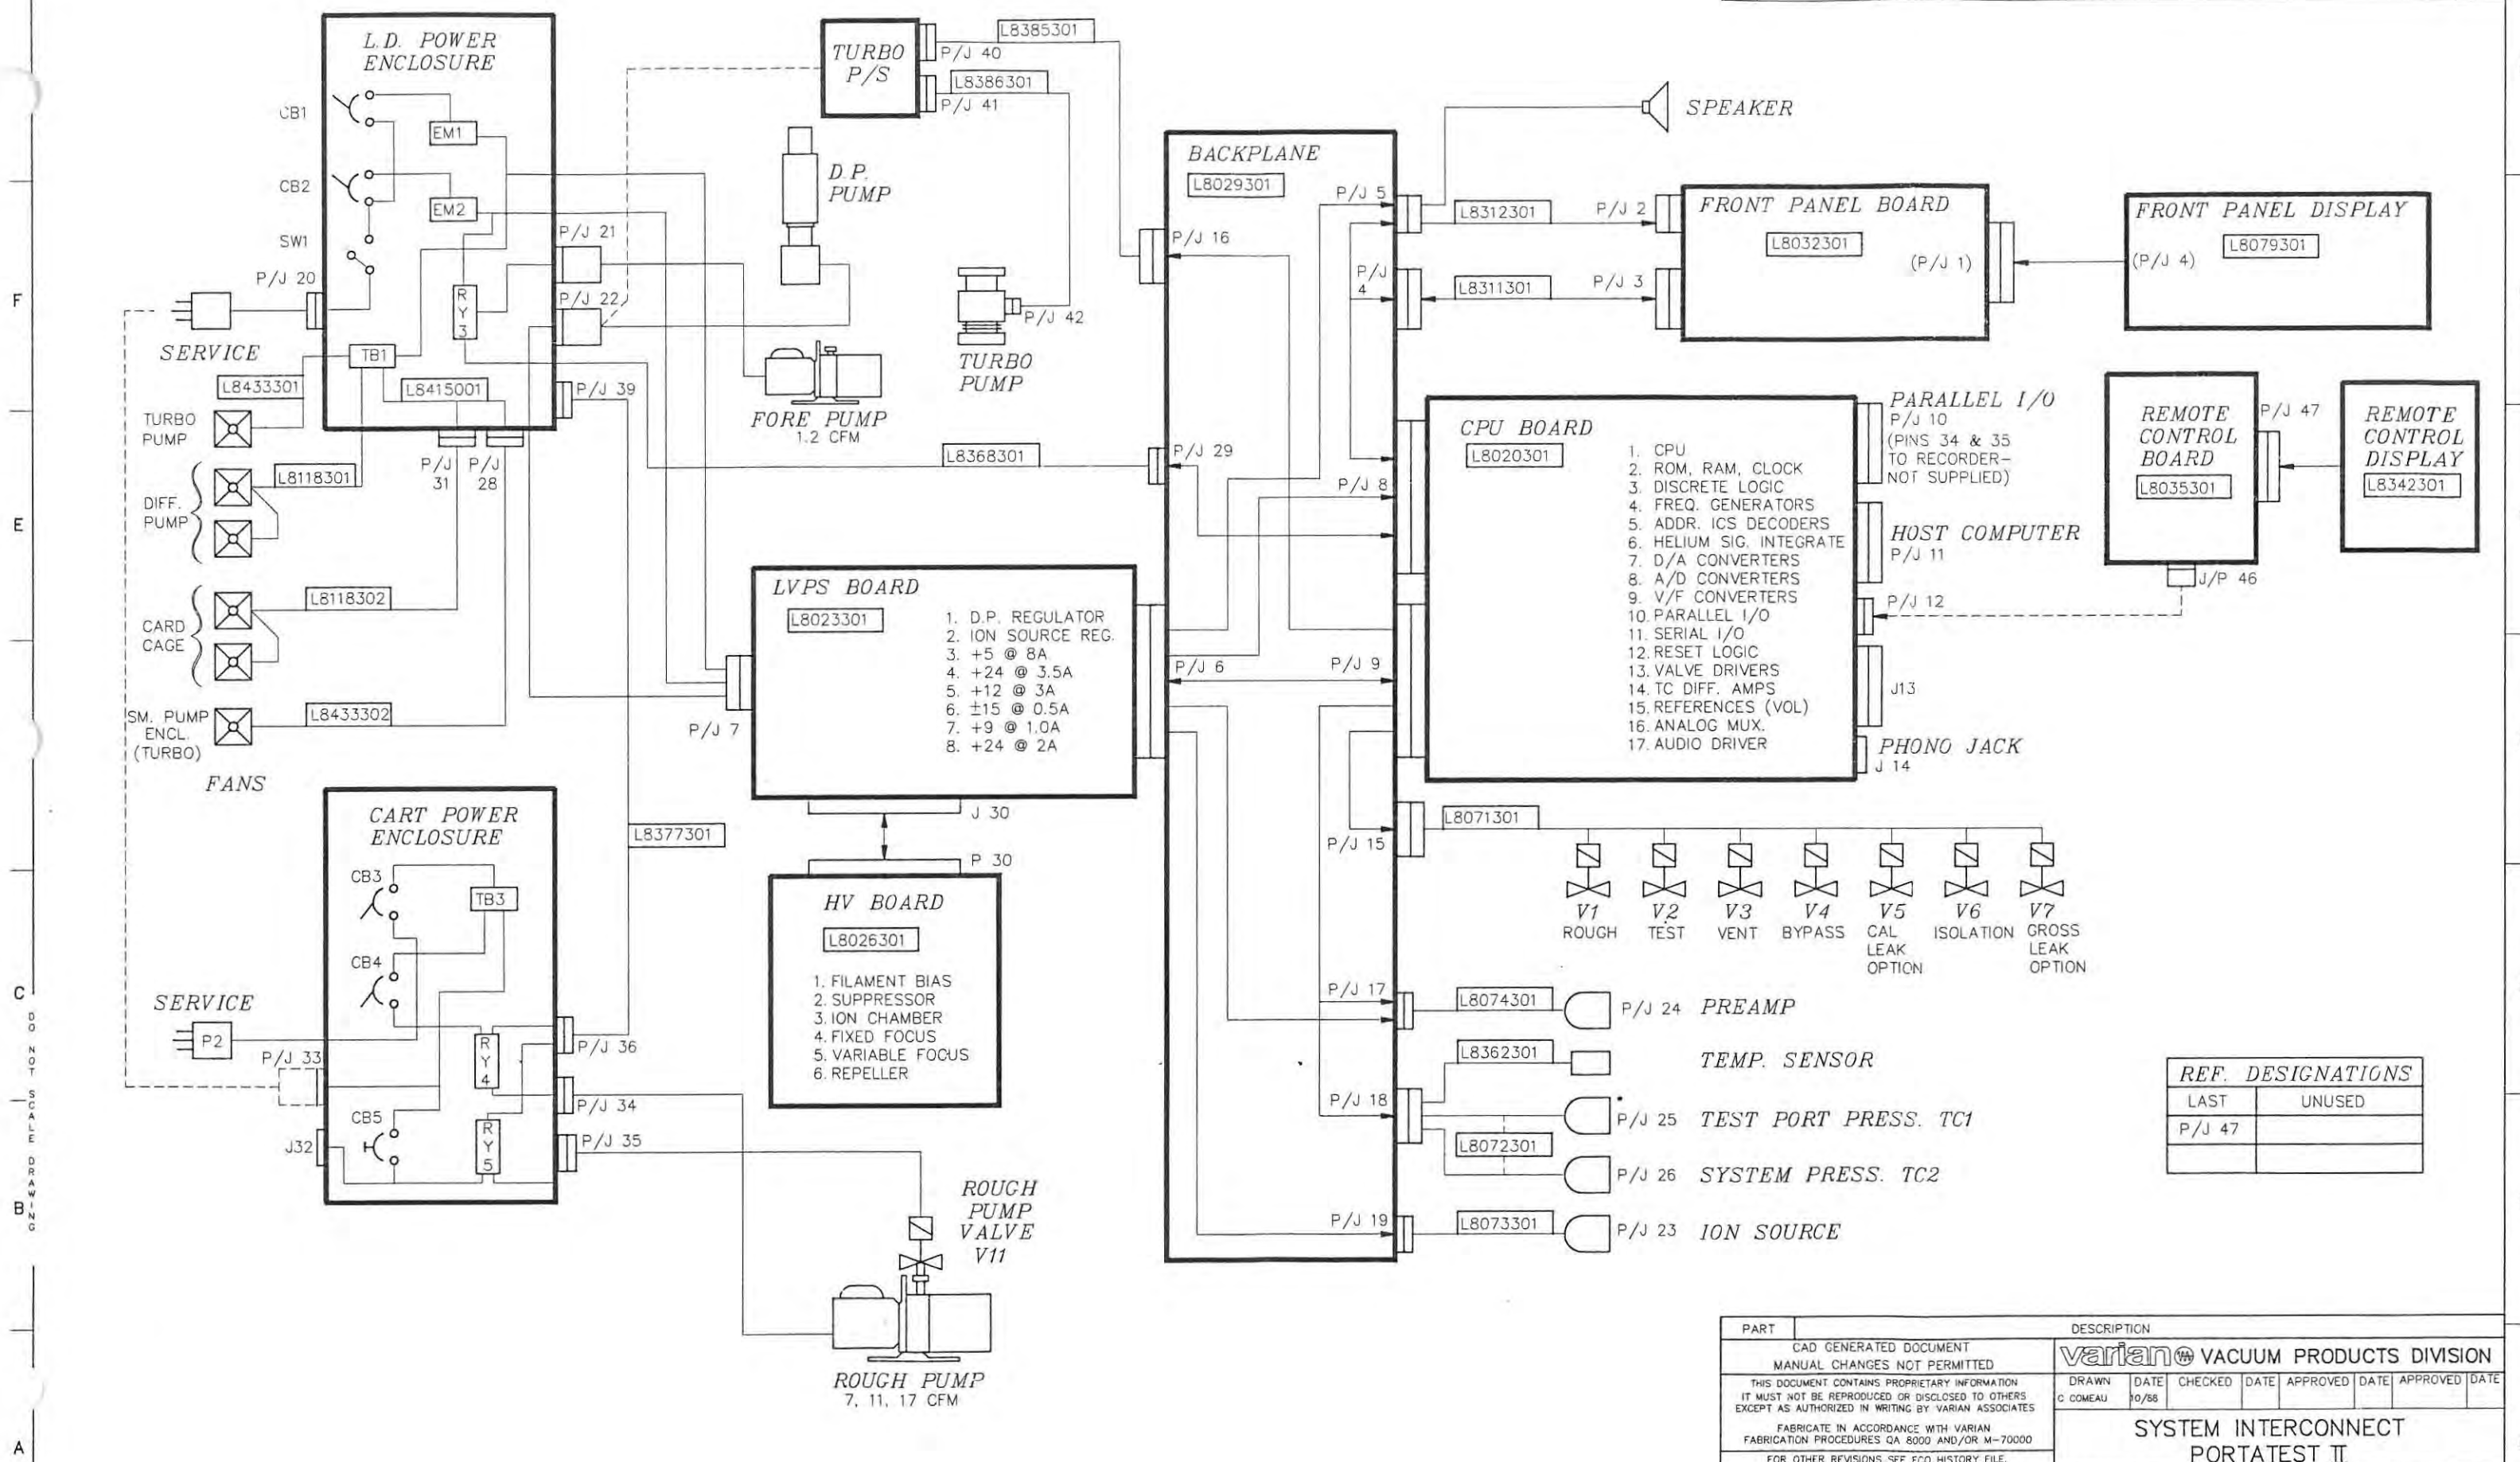 L.D. POWER
ENCLOSURE
CB1
EM1
CB2
EM2
SW1
P/J 20
P/J 21
P/J 22
R
Y
3
TB1
SERVICE
L8433301
L8415001
P/J 39
TURBO
PUMP
P/J
31
P/J
28
L8118301
DIFF.
PUMP
L8118302
CARD
CAGE
SM. PUMP
ENCL.
(TURBO)
L8433302
FANS
TURBO
P/S
P/J 40
L8385301
L8386301
P/J 41
D.P.
PUMP
P/J 42
TURBO
PUMP
FORE PUMP
1.2 CFM
L8368301
LVPS BOARD
L8023301
1. D.P. REGULATOR
2. ION SOURCE REG.
3. +5 @ 8A
4. +24 @ 3.5A
5. +12 @ 3A
6. ±15 @ 0.5A
7. +9 @ 1.0A
8. +24 @ 2A
P/J 7
J 30
P 30
HV BOARD
L8026301
1. FILAMENT BIAS
2. SUPPRESSOR
3. ION CHAMBER
4. FIXED FOCUS
5. VARIABLE FOCUS
6. REPELLER
L8377301
CART POWER
ENCLOSURE
CB3
TB3
CB4
SERVICE
P2
P/J 33
R
Y
4
P/J 36
P/J 34
CB5
J32
R
Y
5
P/J 35
ROUGH
PUMP
VALVE
V11
ROUGH PUMP
7, 11, 17 CFM
BACKPLANE
L8029301
P/J 5
P/J 16
P/J
4
P/J 29
P/J 8
P/J 6
P/J 9
P/J 15
P/J 17
P/J 18
P/J 19
SPEAKER
L8312301
P/J 2
L8311301
P/J 3
FRONT PANEL BOARD
L8032301
(P/J 1)
FRONT PANEL DISPLAY
L8079301
(P/J 4)
CPU BOARD
L8020301
1. CPU
2. ROM, RAM, CLOCK
3. DISCRETE LOGIC
4. FREQ. GENERATORS
5. ADDR. ICS DECODERS
6. HELIUM SIG. INTEGRATE
7. D/A CONVERTERS
8. A/D CONVERTERS
9. V/F CONVERTERS
10. PARALLEL I/O
11. SERIAL I/O
12. RESET LOGIC
13. VALVE DRIVERS
14. TC DIFF. AMPS
15. REFERENCES (VOL)
16. ANALOG MUX.
17. AUDIO DRIVER
PARALLEL I/O
P/J 10
(PINS 34 & 35
TO RECORDER-
NOT SUPPLIED)
HOST COMPUTER
P/J 11
P/J 12
J13
PHONO JACK
J 14
REMOTE
CONTROL
BOARD
L8035301
P/J 47
J/P 46
REMOTE
CONTROL
DISPLAY
L8342301
L8071301
V1
ROUGH
V2
TEST
V3
VENT
V4
BYPASS
V5
CAL
LEAK
OPTION
V6
ISOLATION
V7
GROSS
LEAK
OPTION
L8074301
P/J 24 PREAMP
L8362301
TEMP. SENSOR
P/J 25 TEST PORT PRESS. TC1
L8072301
P/J 26 SYSTEM PRESS. TC2
L8073301
P/J 23 ION SOURCE
REF. DESIGNATIONS
LAST UNUSED
P/J 47
F
E
C
B
A
DO NOT SCALE DRAWING
PART DESCRIPTION
CAD GENERATED DOCUMENT
MANUAL CHANGES NOT PERMITTED
THIS DOCUMENT CONTAINS PROPRIETARY INFORMATION
IT MUST NOT BE REPRODUCED OR DISCLOSED TO OTHERS
EXCEPT AS AUTHORIZED IN WRITING BY VARIAN ASSOCIATES
FABRICATE IN ACCORDANCE WITH VARIAN
FABRICATION PROCEDURES QA 8000 AND/OR M-70000
FOR OTHER REVISIONS SEE ECO HISTORY FILE.
varian VACUUM PRODUCTS DIVISION
DRAWN DATE CHECKED DATE APPROVED DATE APPROVED DATE
C COMEAU 10/88
SYSTEM INTERCONNECT
PORTATEST II